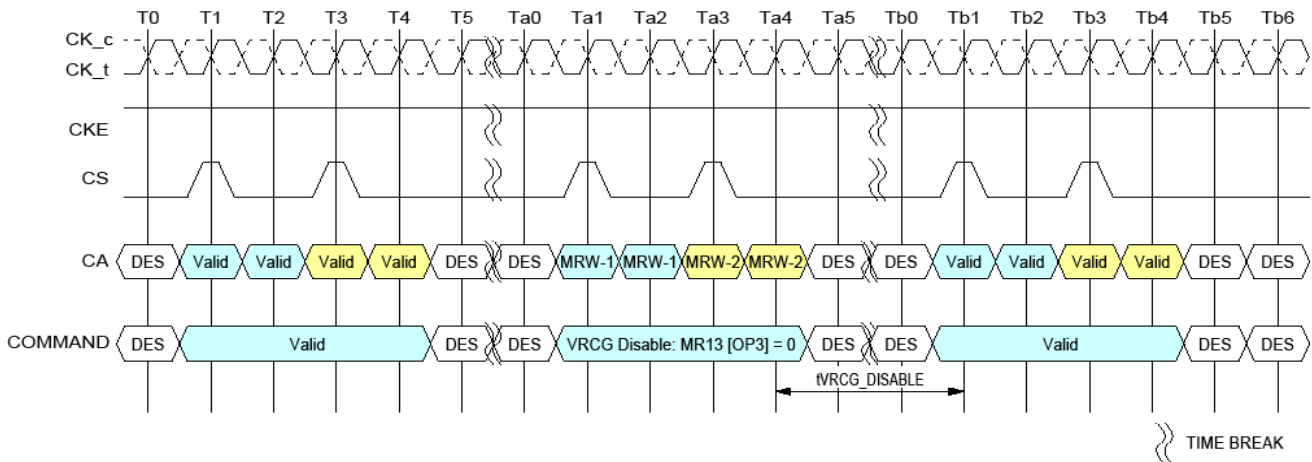 T0 T1 T2 T3 T4 T5 Ta0 Ta1 Ta2 Ta3 Ta4 Ta5 Tb0 Tb1 Tb2 Tb3 Tb4 Tb5 Tb6
CK_c
CK_t
CKE
CS
CA DES Valid Valid Valid Valid DES DES MRW-1 MRW-1 MRW-2 MRW-2 DES DES Valid Valid Valid Valid DES DES
COMMAND DES Valid DES DES VRCG Disable: MR13 [OP3] = 0 DES DES Valid DES DES
tVRCG_DISABLE
TIME BREAK